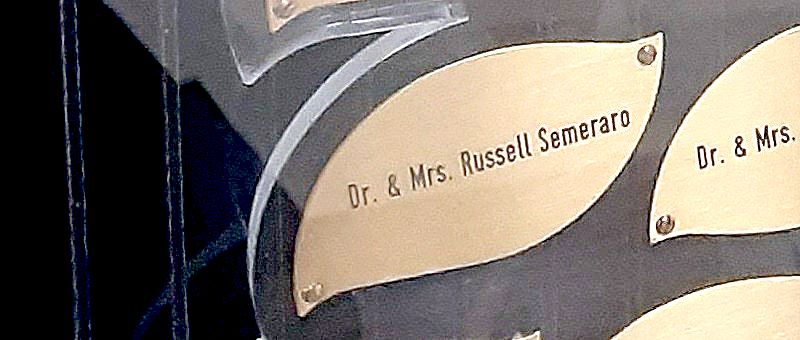 Dr. & Mrs. Russell Semeraro
Dr. & Mrs.